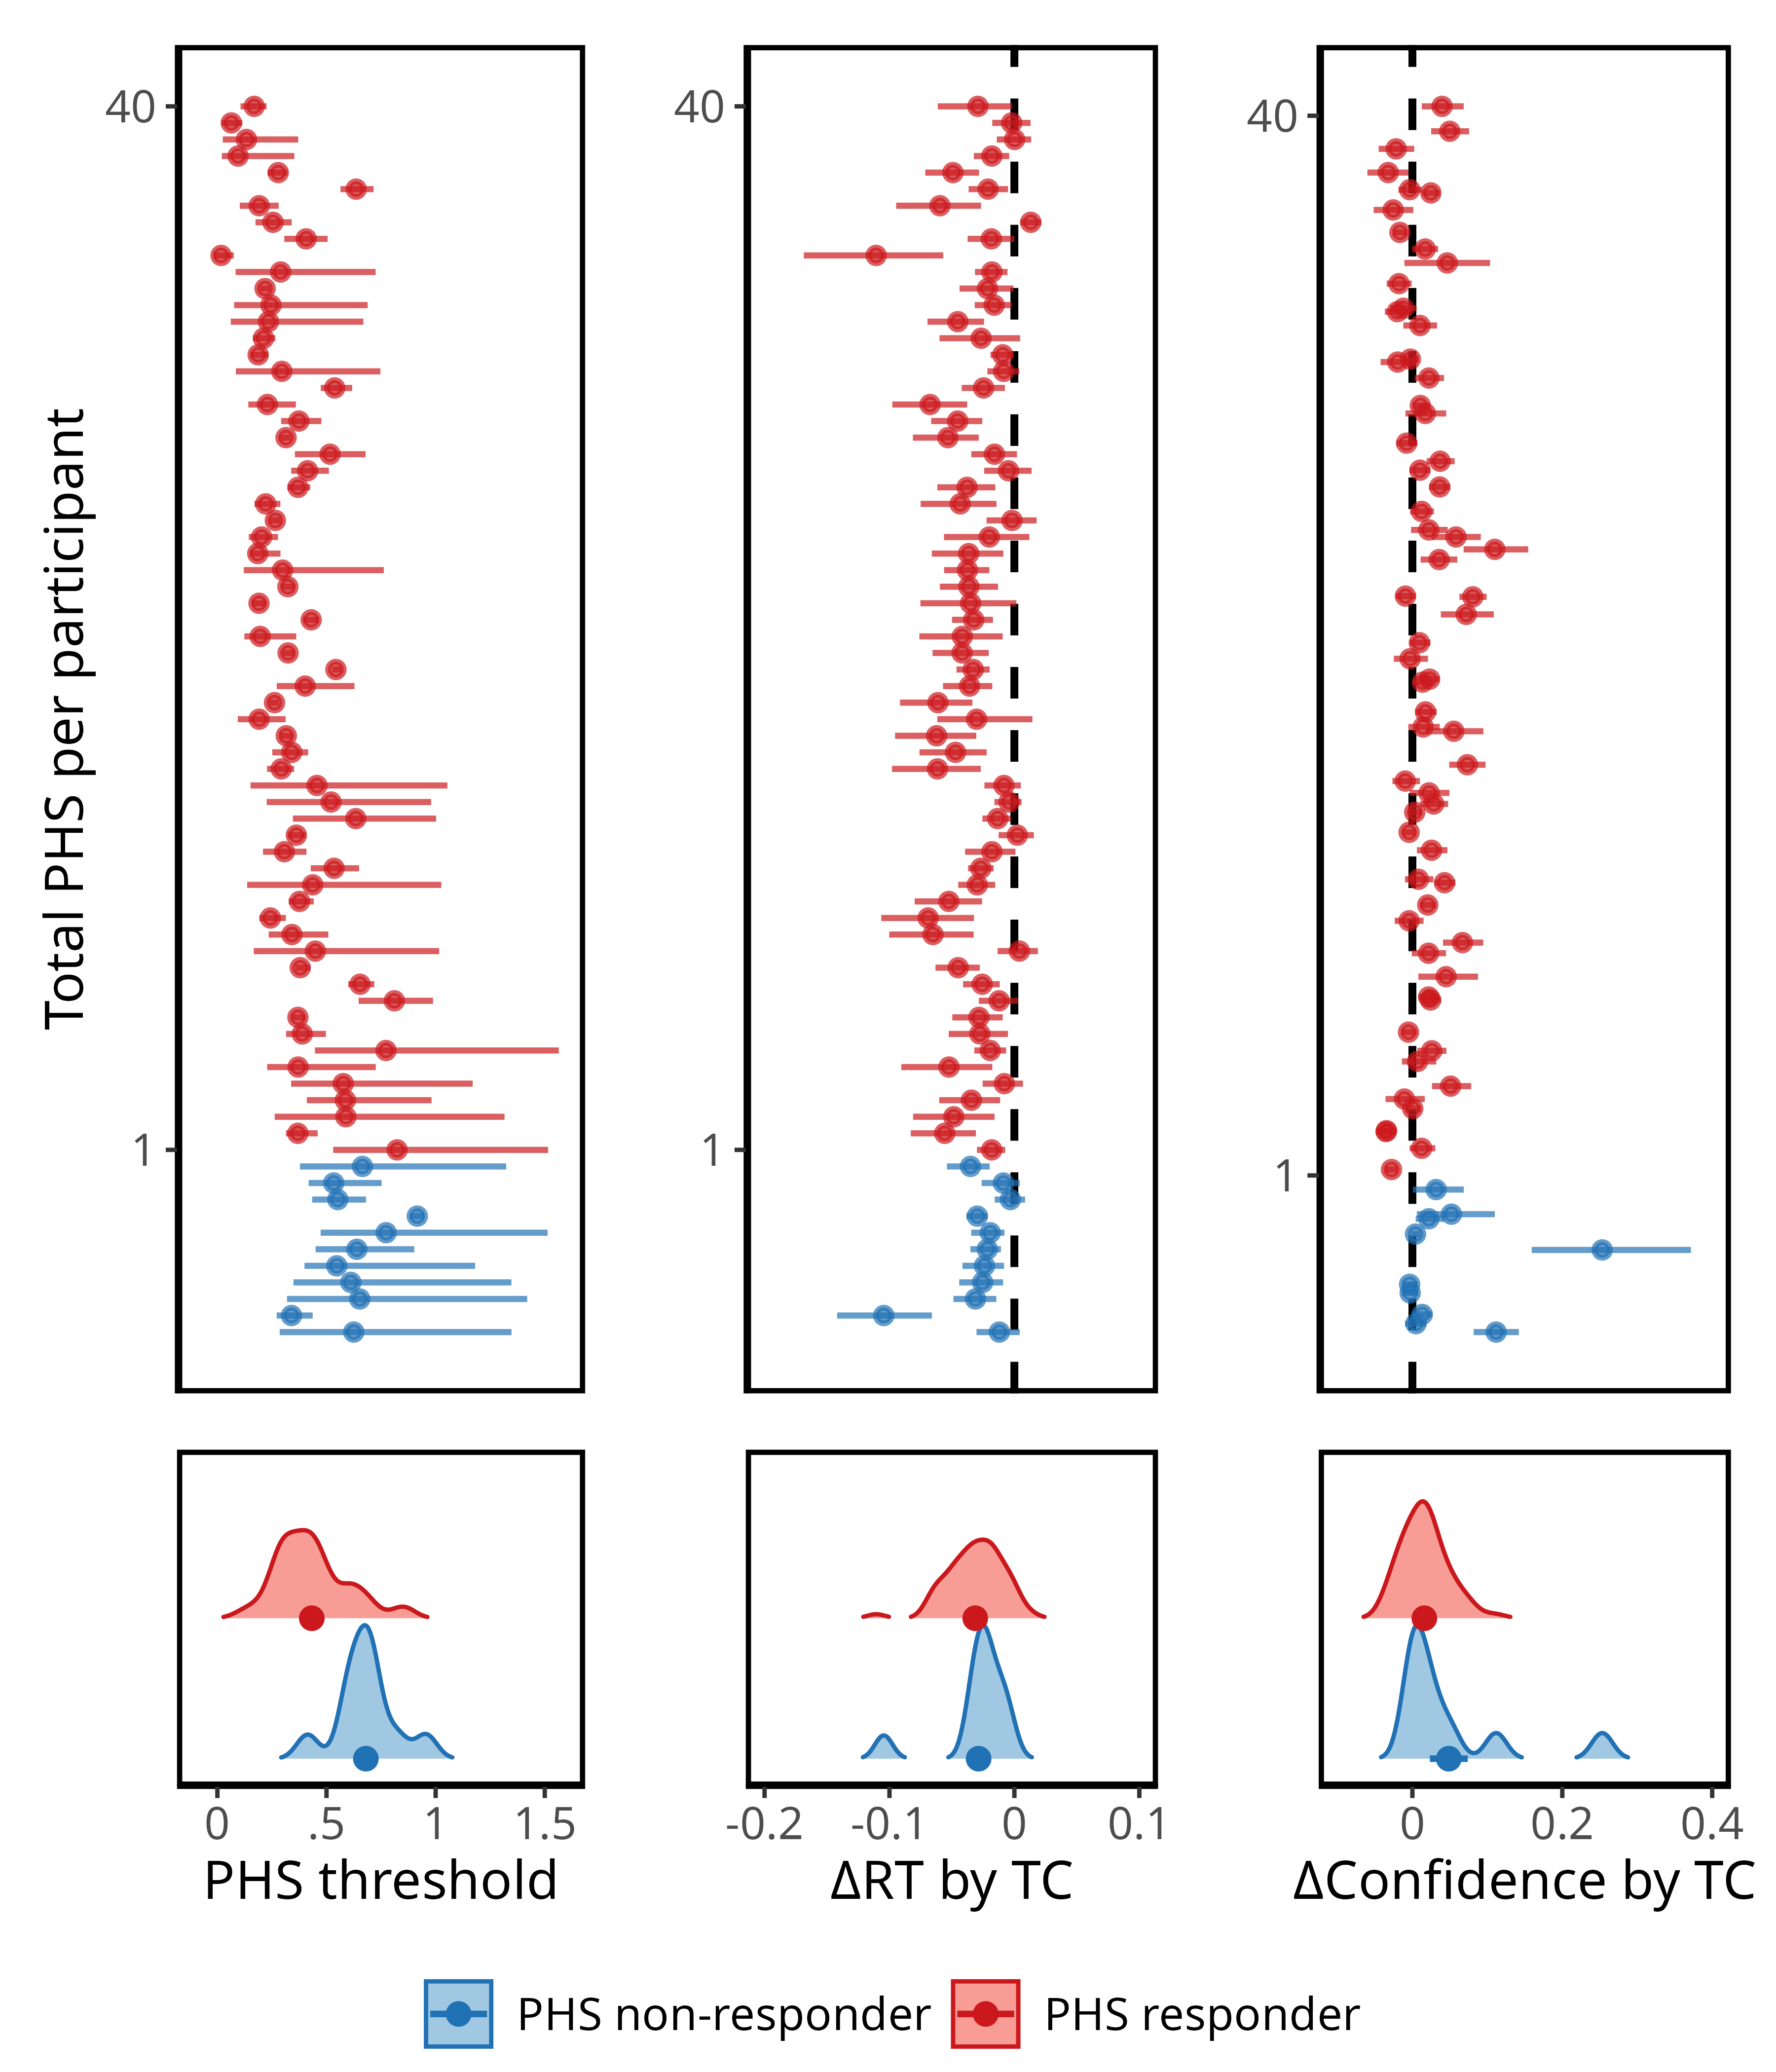 40
40
40
Total PHS per participant
1
1
1
0 .5 1 1.5
-0.2 -0.1 0 0.1
0 0.2 0.4
PHS threshold
ΔRT by TC
ΔConfidence by TC
PHS non-responder
PHS responder